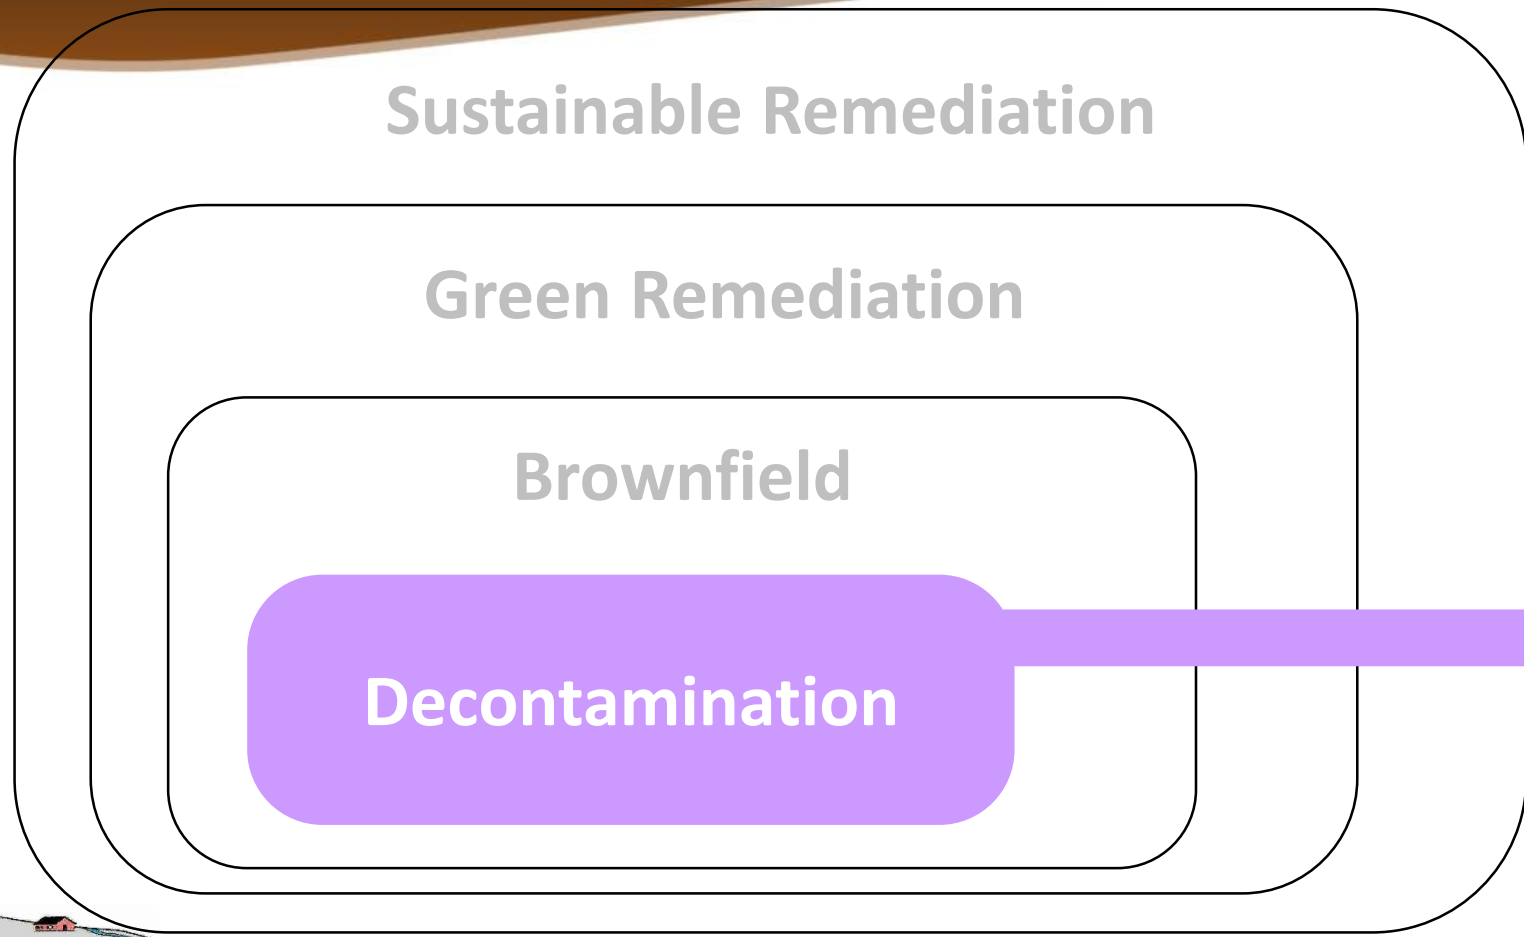 Sustainable Remediation
Green Remediation
Brownfield
Decontamination